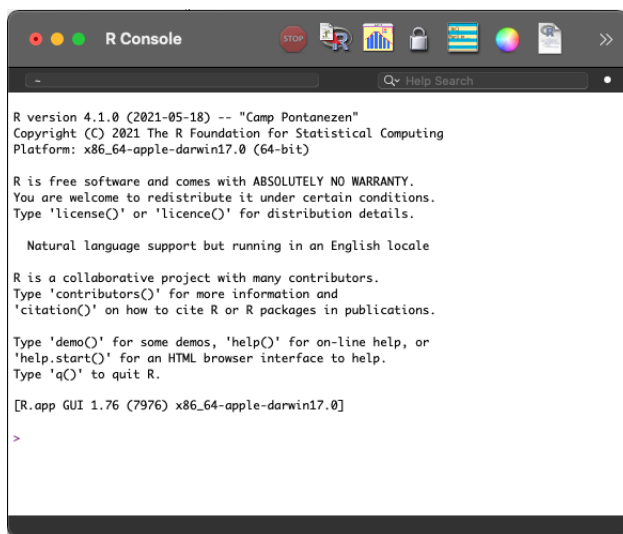 R Console
STOP
~
Help Search
R version 4.1.0 (2021-05-18) -- "Camp Pontanezen"
Copyright (C) 2021 The R Foundation for Statistical Computing
Platform: x86_64-apple-darwin17.0 (64-bit)
R is free software and comes with ABSOLUTELY NO WARRANTY.
You are welcome to redistribute it under certain conditions.
Type 'license()' or 'licence()' for distribution details.
Natural language support but running in an English locale
R is a collaborative project with many contributors.
Type 'contributors()' for more information and
'citation()' on how to cite R or R packages in publications.
Type 'demo()' for some demos, 'help()' for on-line help, or
'help.start()' for an HTML browser interface to help.
Type 'q()' to quit R.
[R.app GUI 1.76 (7976) x86_64-apple-darwin17.0]
>